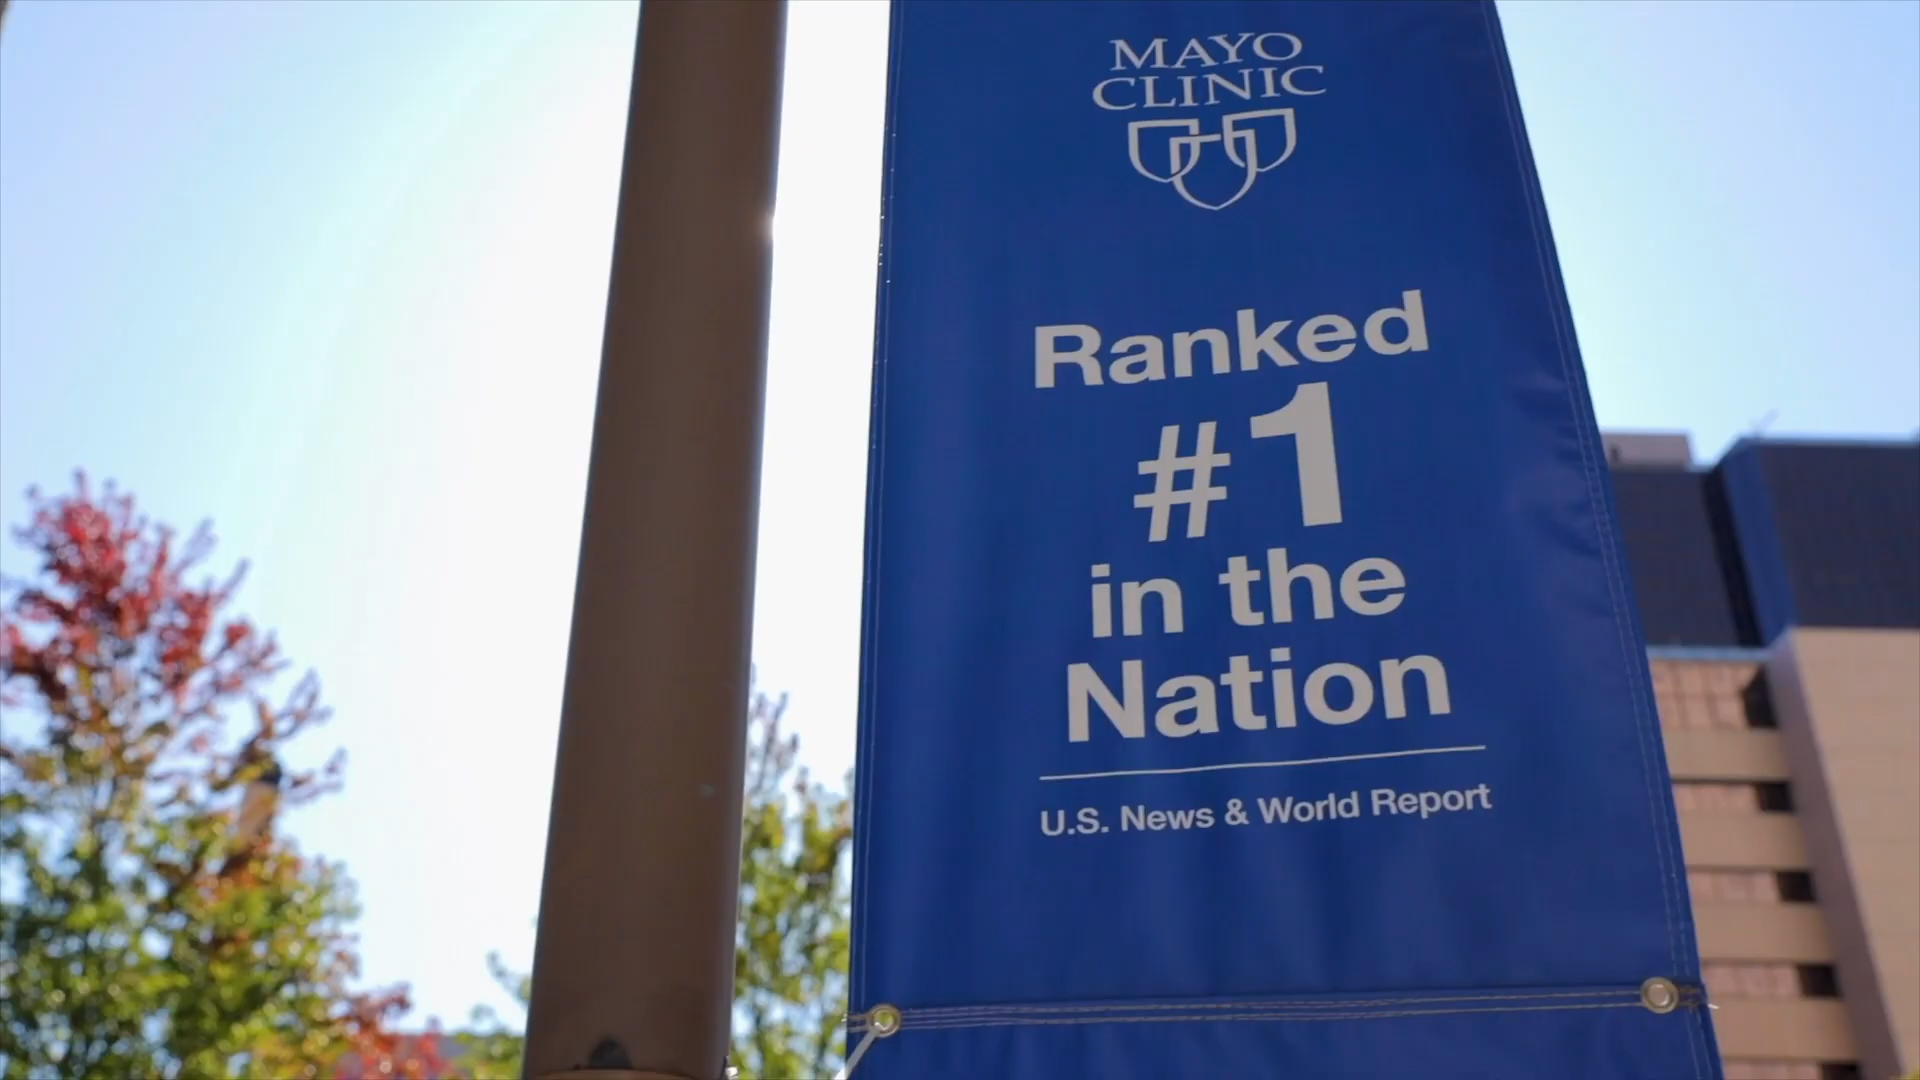 MAYO
CLINIC
Ranked
#1
in the
Nation
U.S. News & World Report